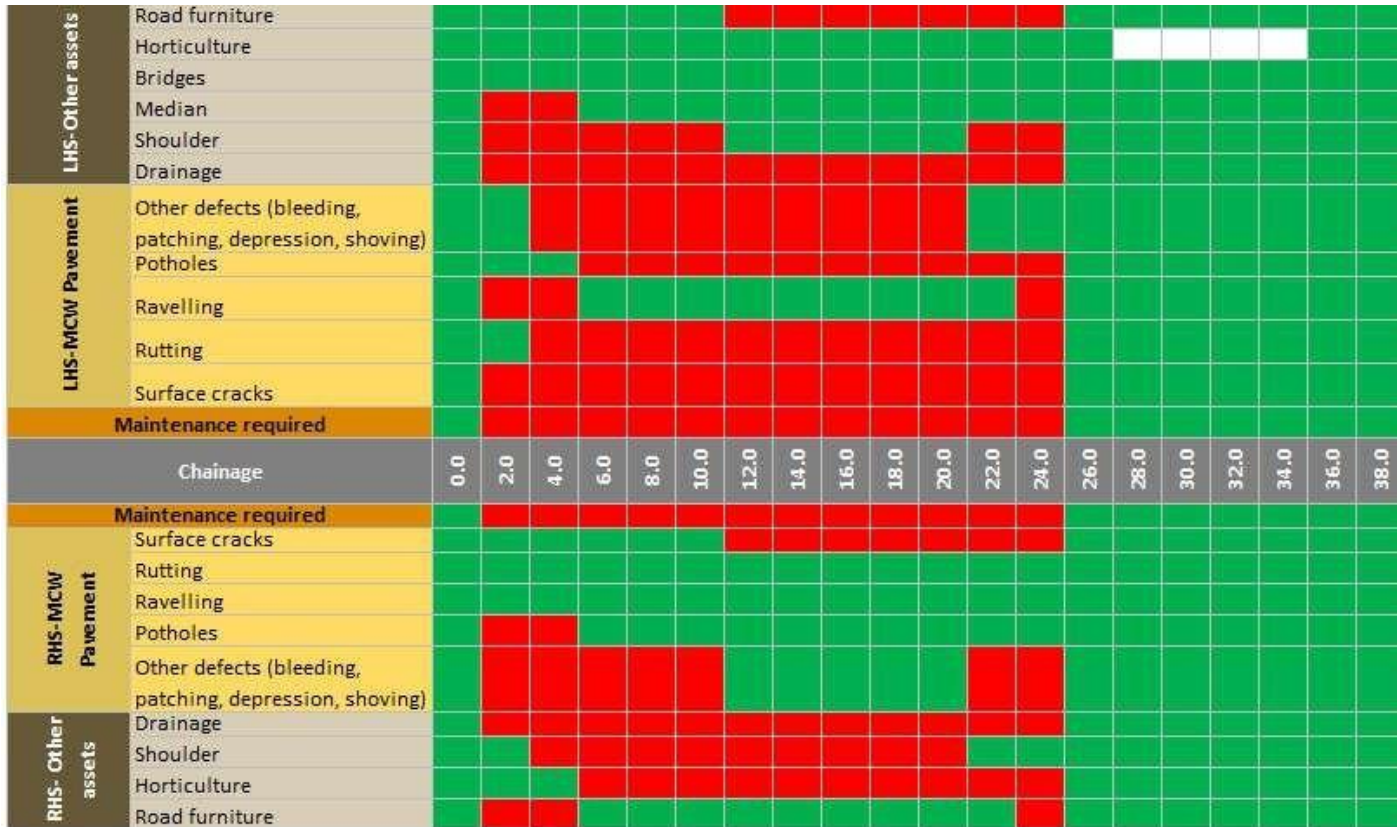 LHS-Other assets
Road furniture
Horticulture
Bridges
Median
Shoulder
Drainage
LHS-MCW Pavement
Other defects (bleeding,
patching, depression, shoving)
Potholes
Ravelling
Rutting
Surface cracks
Maintenance required
Chainage 0.0 2.0 4.0 6.0 8.0 10.0 12.0 14.0 16.0 18.0 20.0 22.0 24.0 26.0 28.0 30.0 32.0 34.0 36.0 38.0
Maintenance required
RHS-MCW
Pavement
Surface cracks
Rutting
Ravelling
Potholes
Other defects (bleeding,
patching, depression, shoving)
RHS- Other
assets
Drainage
Shoulder
Horticulture
Road furniture